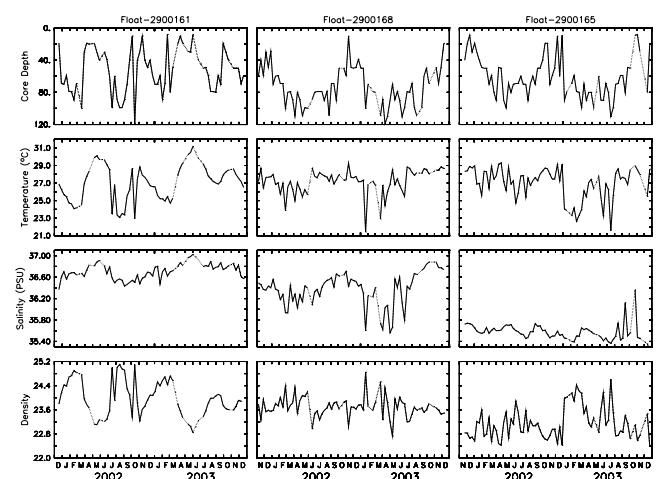 Float-2900161 Float-2900168 Float-2900165
0.
40.
80.
120.
Core Depth
31.0
29.0
27.0
25.0
23.0
21.0
Temperature (°C)
37.00
36.60
36.20
35.80
35.40
Salinity (PSU)
25.2
24.4
23.6
22.8
22.0
Density
D J F M A M J J A S O N D J F M A M J J A S O N D N D J F M A M J J A S O N D J F M A M J J A S O N D N D J F M A M J J A S O N D J F M A M J J A S O N D
2002 2003 2002 2003 2002 2003